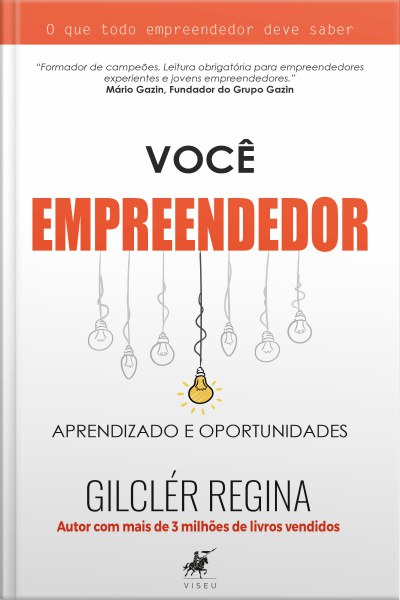 O que todo empreendedor deve saber
“Formador de campeões. Leitura obrigatória para empreendedores
experientes e jovens empreendedores.”
Mário Gazin, Fundador do Grupo Gazin
VOCÊ
EMPREENDEDOR
APRENDIZADO E OPORTUNIDADES
GILCLÉR REGINA
Autor com mais de 3 milhões de livros vendidos
VISEU